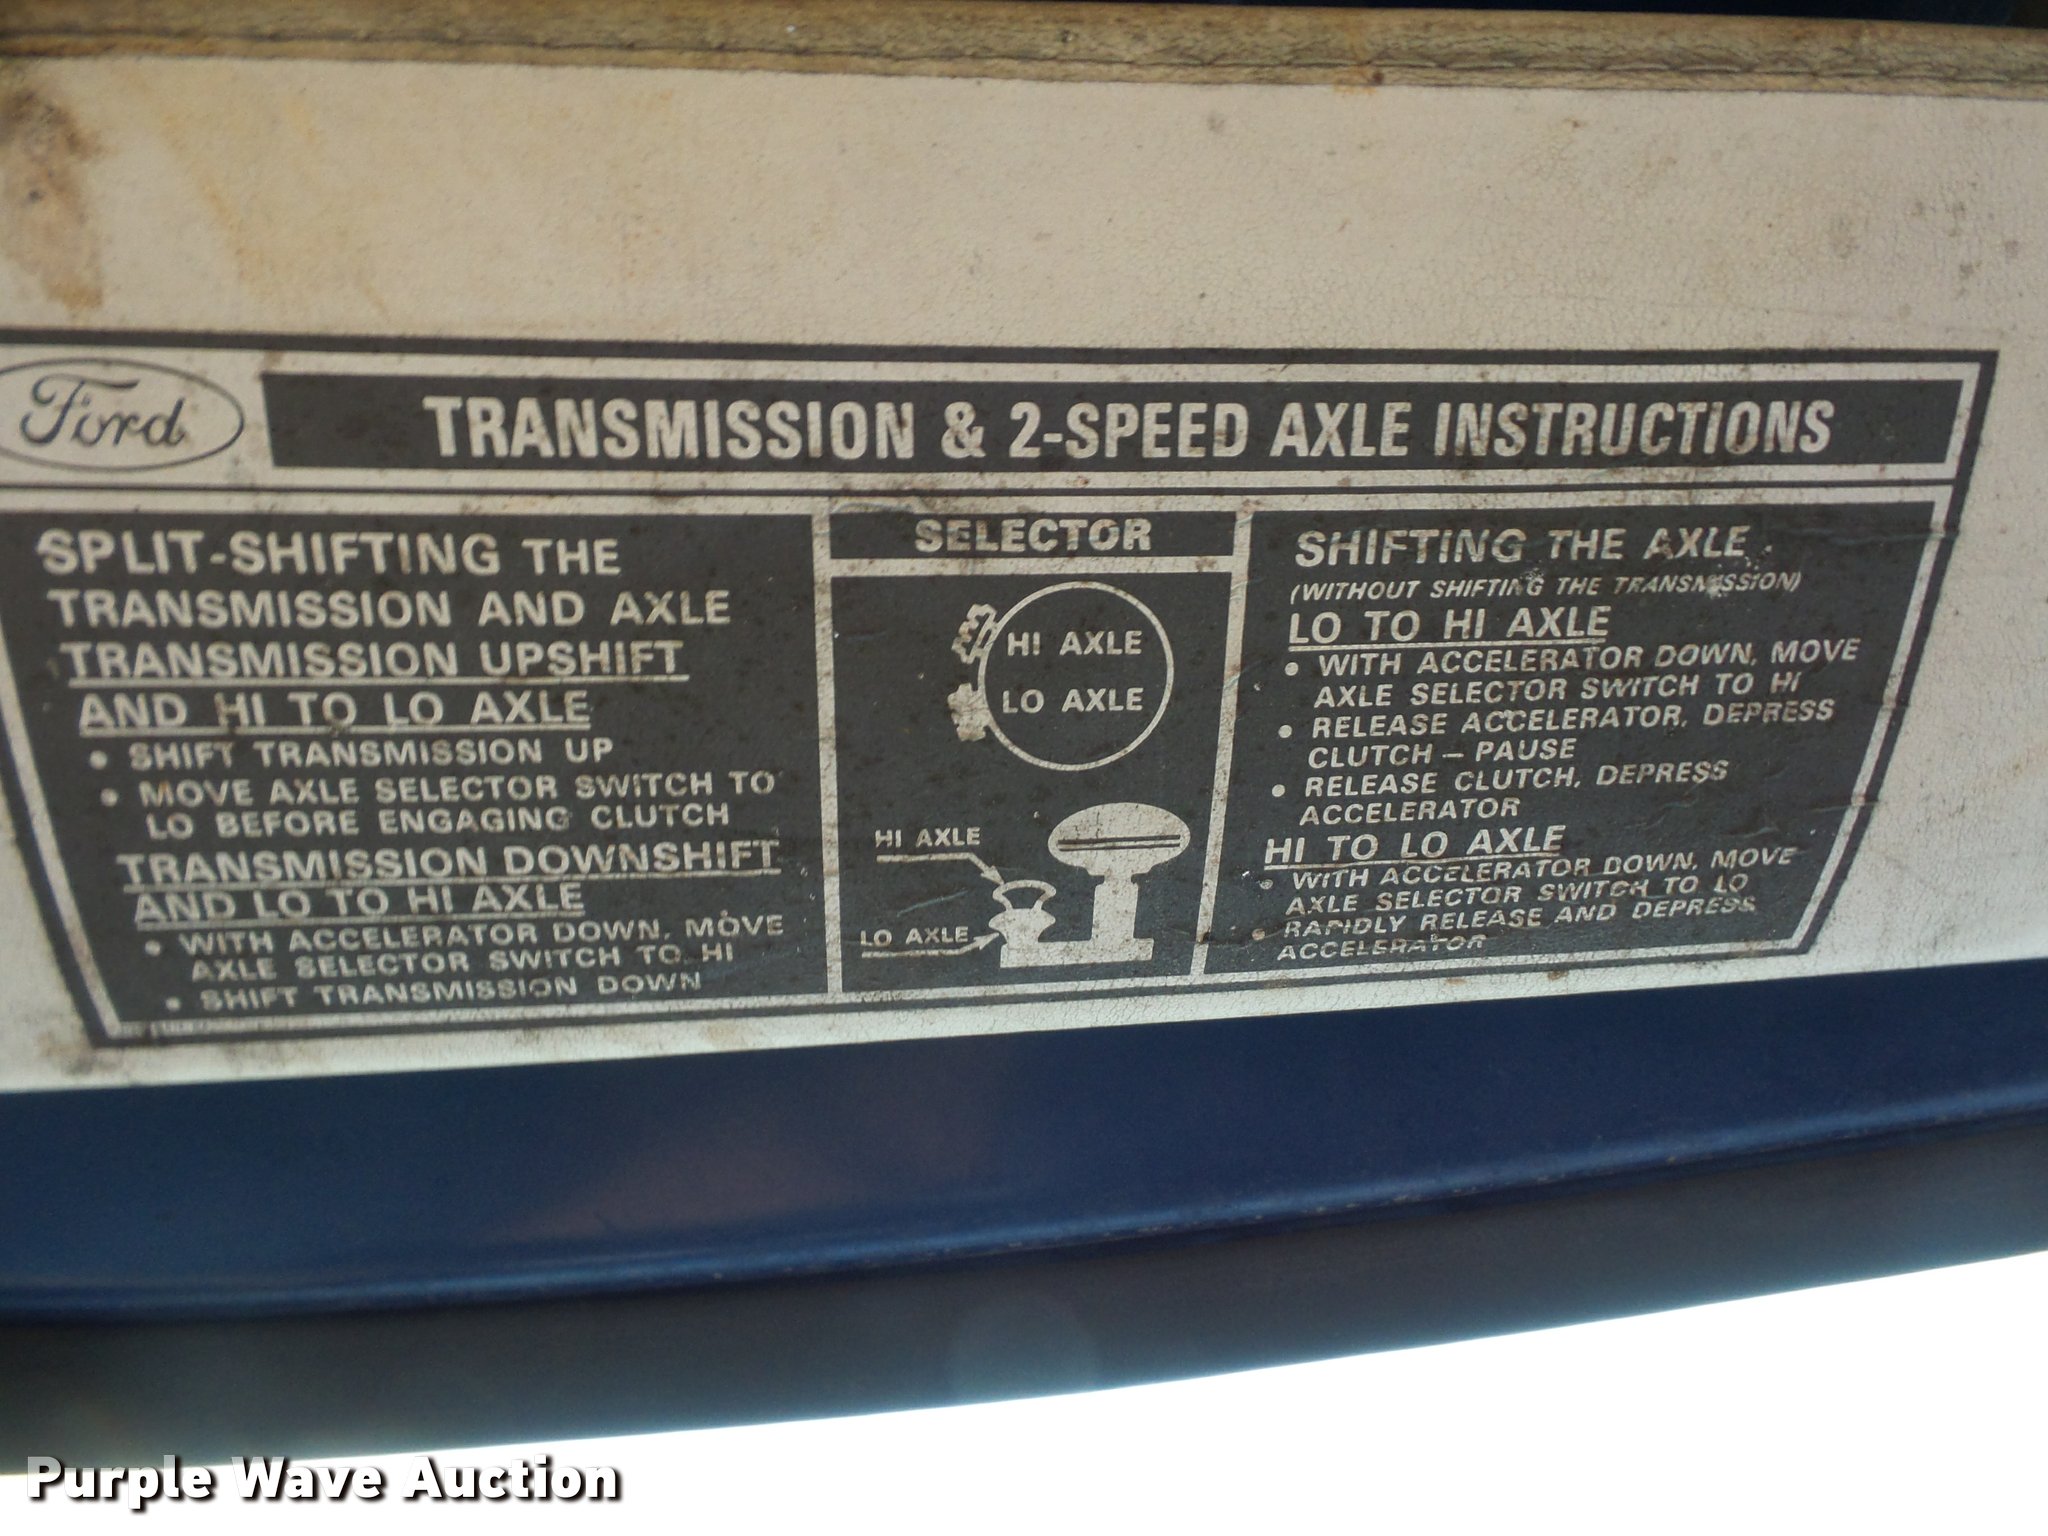 Ford
TRANSMISSION & 2-SPEED AXLE INSTRUCTIONS
SPLIT-SHIFTING THE
TRANSMISSION AND AXLE
TRANSMISSION UPSHIFT
AND HI TO LO AXLE
• SHIFT TRANSMISSION UP
• MOVE AXLE SELECTOR SWITCH TO
LO BEFORE ENGAGING CLUTCH
TRANSMISSION DOWNSHIFT
AND LO TO HI AXLE
• WITH ACCELERATOR DOWN, MOVE
AXLE SELECTOR SWITCH TO HI
• SHIFT TRANSMISSION DOWN
SELECTOR
HI AXLE
LO AXLE
HI AXLE
LO AXLE
SHIFTING THE AXLE
(WITHOUT SHIFTING THE TRANSMISSION)
LO TO HI AXLE
• WITH ACCELERATOR DOWN, MOVE
AXLE SELECTOR SWITCH TO HI
• RELEASE ACCELERATOR, DEPRESS
CLUTCH – PAUSE
• RELEASE CLUTCH, DEPRESS
ACCELERATOR
HI TO LO AXLE
• WITH ACCELERATOR DOWN, MOVE
AXLE SELECTOR SWITCH TO LO
• RAPIDLY RELEASE AND DEPRESS
ACCELERATOR
Purple Wave Auction